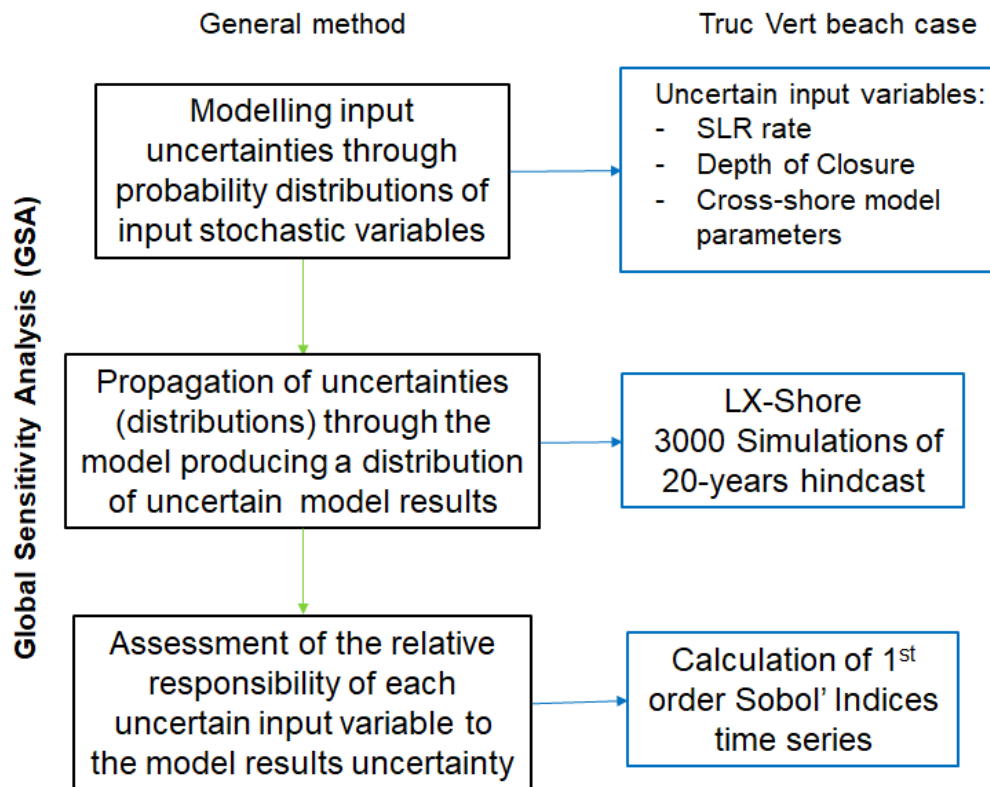 General method
Truc Vert beach case
Global Sensitivity Analysis (GSA)
Modelling input
uncertainties through
probability distributions of
input stochastic variables
Uncertain input variables:
- SLR rate
- Depth of Closure
- Cross-shore model
parameters
Propagation of uncertainties
(distributions) through the
model producing a distribution
of uncertain model results
LX-Shore
3000 Simulations of
20-years hindcast
Assessment of the relative
responsibility of each
uncertain input variable to
the model results uncertainty
Calculation of 1st
order Sobol’ Indices
time series